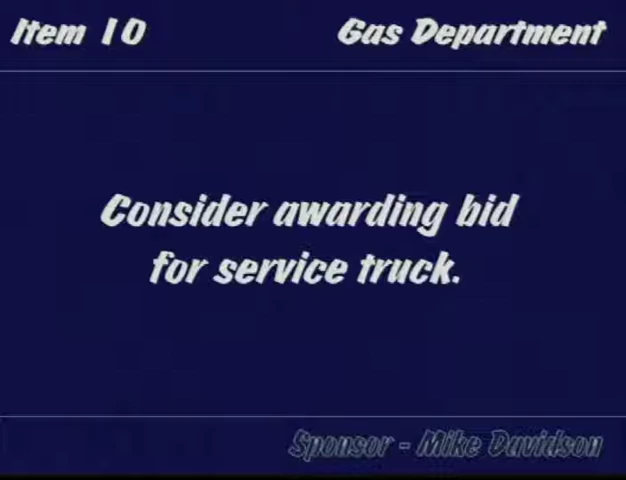 Item 10 Gas Department
Consider awarding bid
for service truck.
Sponsor - Mike Davidson